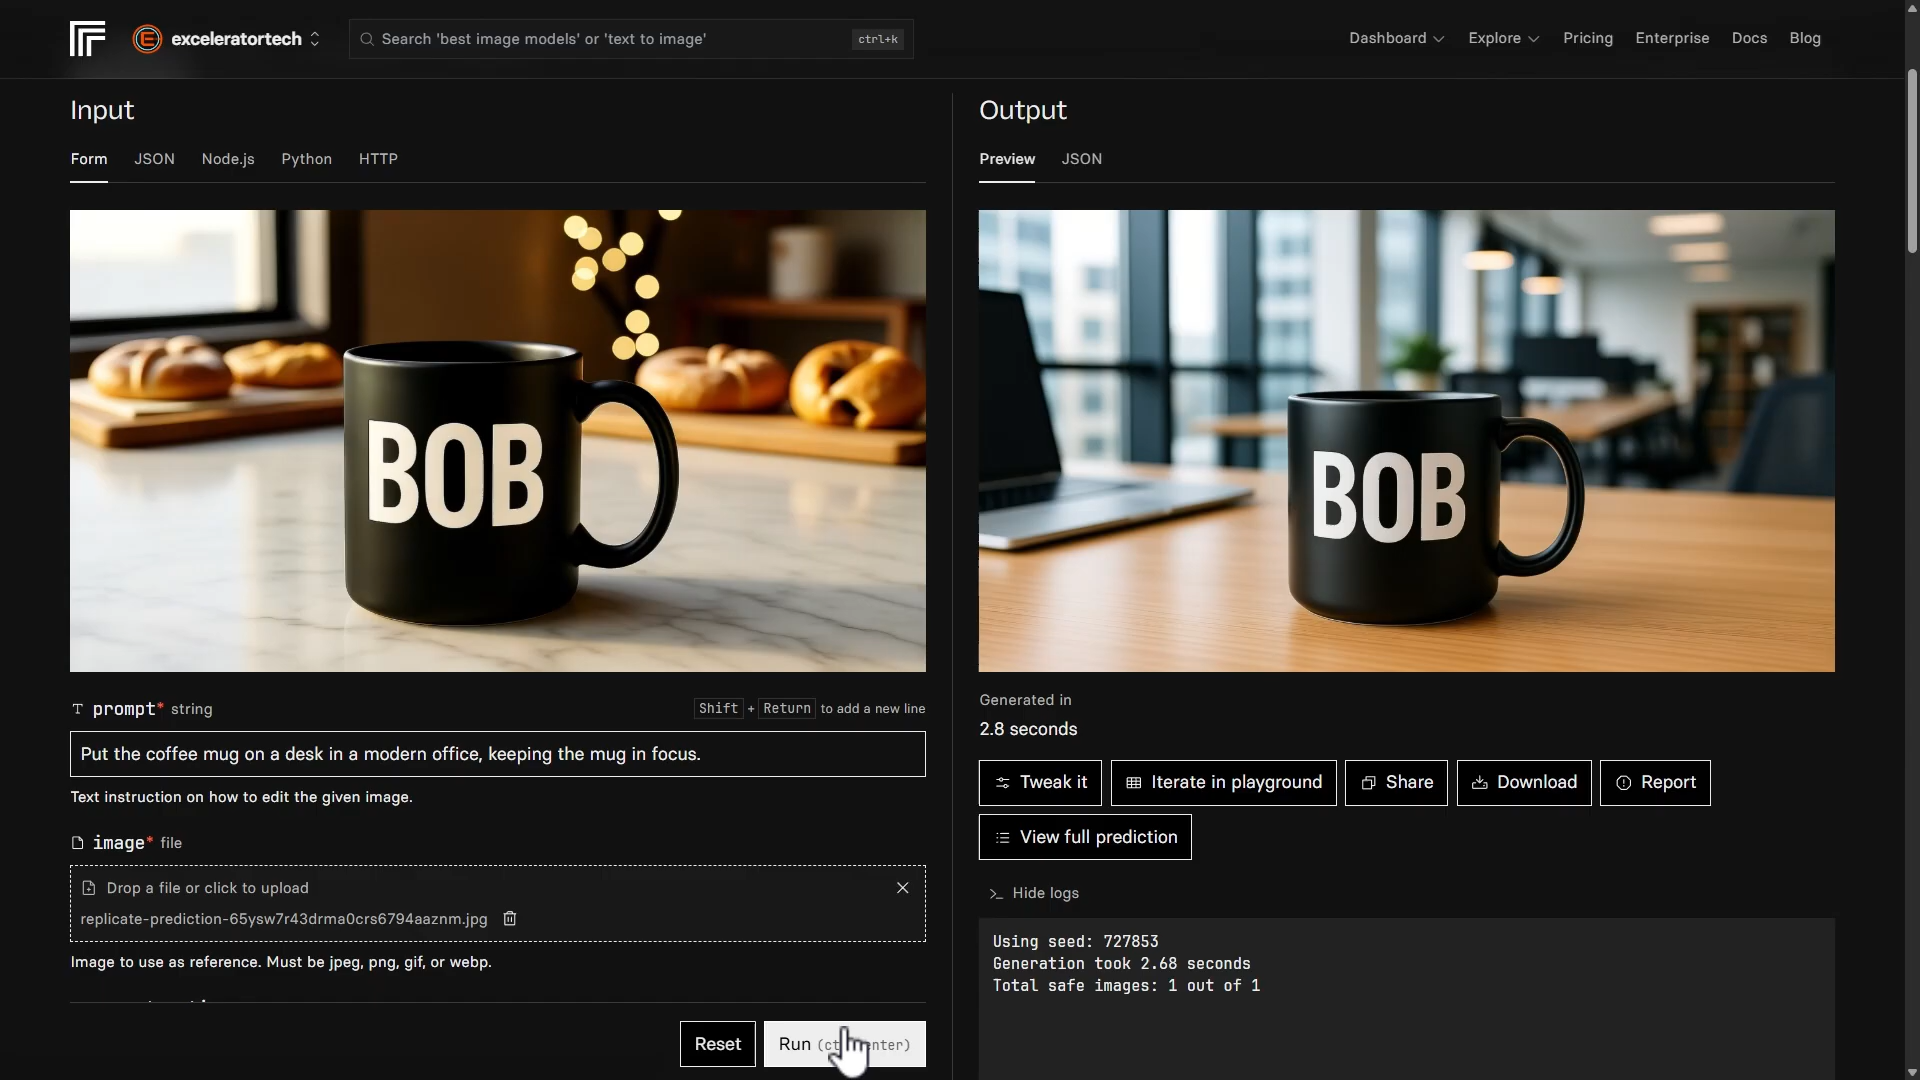 exceleratortech
Search 'best image models' or 'text to image'
ctrl+k
Dashboard
Explore
Pricing
Enterprise
Docs
Blog
Input
Form
JSON
Node.js
Python
HTTP
BOB
T prompt* string
Shift + Return to add a new line
Put the coffee mug on a desk in a modern office, keeping the mug in focus.
Text instruction on how to edit the given image.
image* file
Drop a file or click to upload
replicate-prediction-65ysw7r43drma0crs6794aaznm.jpg
Image to use as reference. Must be jpeg, png, gif, or webp.
Reset
Run
Output
Preview
JSON
BOB
Generated in
2.8 seconds
Tweak it
Iterate in playground
Share
Download
Report
View full prediction
Hide logs
Using seed: 727853
Generation took 2.68 seconds
Total safe images: 1 out of 1